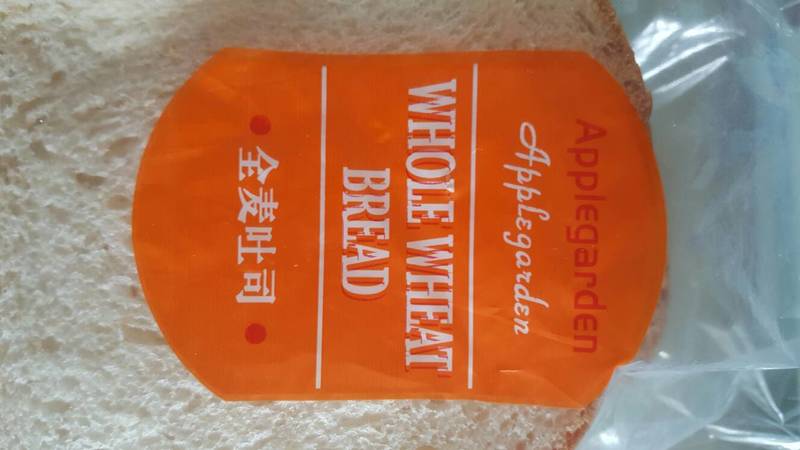 Applegarden
Applegarden
WHOLE WHEAT
BREAD
• 全麦吐司 •